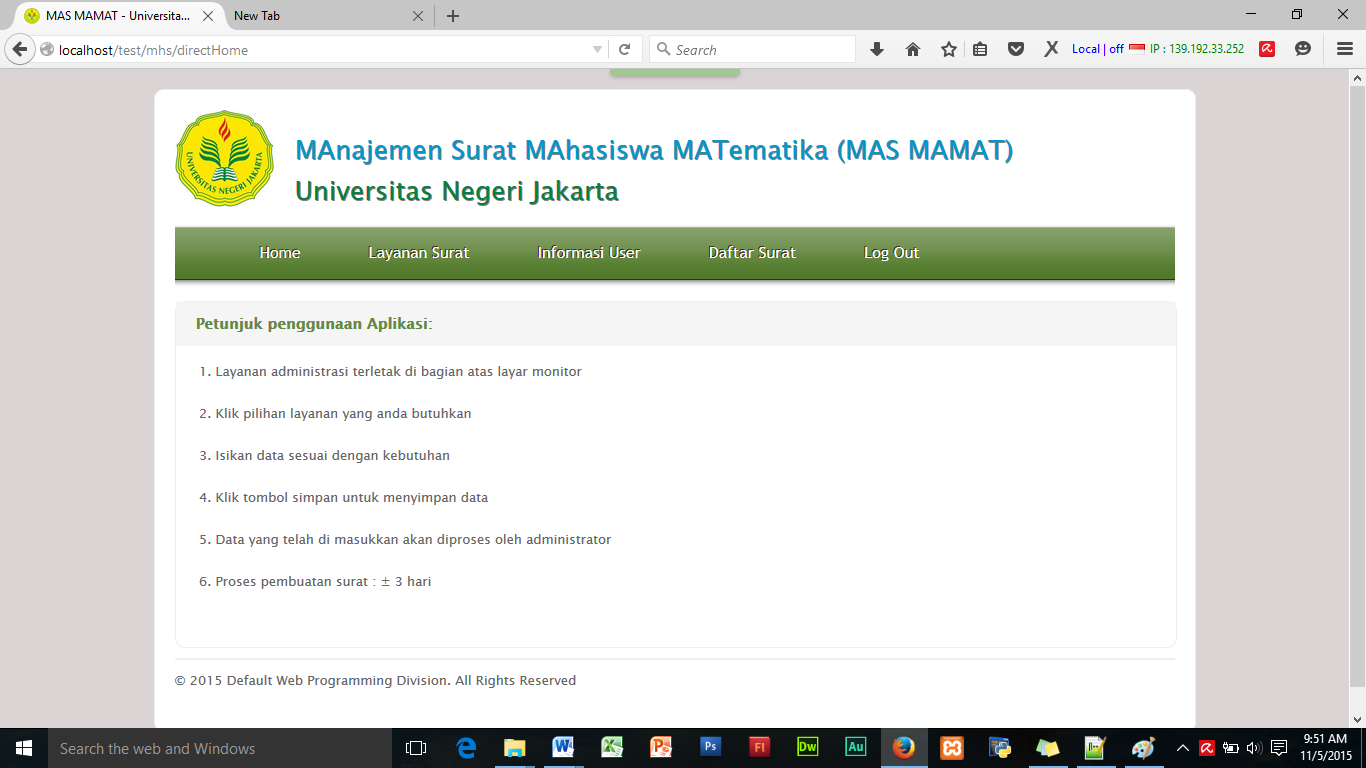 MAS MAMAT - Universita...
New Tab
localhost/test/mhs/directHome
Search
Local | off
IP : 139.192.33.252
UNIVERSITAS NEGERI JAKARTA
MAnajemen Surat MAhasiswa MATematika (MAS MAMAT)
Universitas Negeri Jakarta
Home
Layanan Surat
Informasi User
Daftar Surat
Log Out
Petunjuk penggunaan Aplikasi:
1. Layanan administrasi terletak di bagian atas layar monitor
2. Klik pilihan layanan yang anda butuhkan
3. Isikan data sesuai dengan kebutuhan
4. Klik tombol simpan untuk menyimpan data
5. Data yang telah di masukkan akan diproses oleh administrator
6. Proses pembuatan surat : ± 3 hari
© 2015 Default Web Programming Division. All Rights Reserved
Search the web and Windows
Ps
Fl
Dw
Au
9:51 AM
11/5/2015